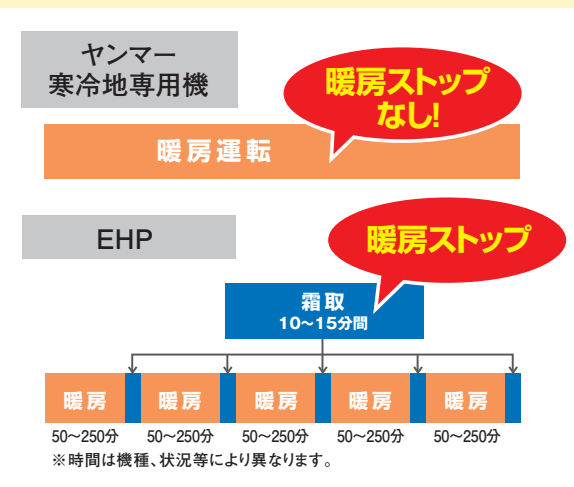 ヤンマー
寒冷地専用機
暖房ストップ
なし!
暖房運転
EHP
暖房ストップ
霜取
10〜15分間
暖房 暖房 暖房 暖房 暖房
50〜250分 50〜250分 50〜250分 50〜250分 50〜250分
※時間は機種、状況等により異なります。